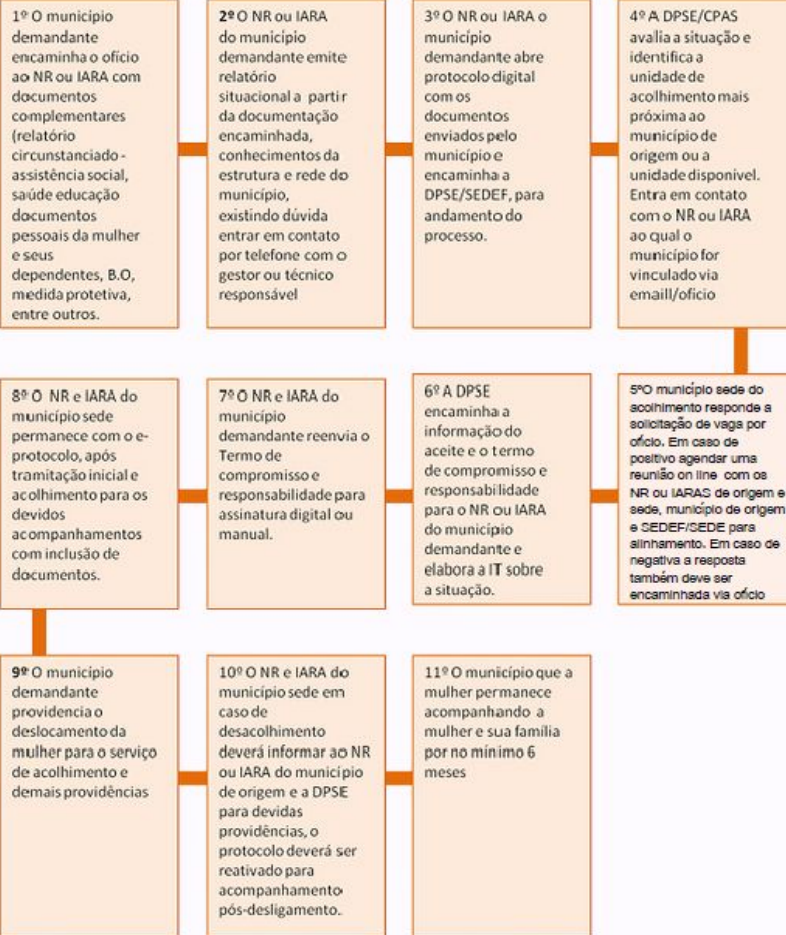 1º O município
demandante
encaminha o ofício
ao NR ou IARA com
documentos
complementares
(relatório
circunstanciado -
assistência social,
saúde educação
documentos
pessoais da mulher
e seus
dependentes, B.O,
medida protetiva,
entre outros.
2º O NR ou IARA
do município
demandante emite
relatório
situacional a partir
da documentação
encaminhada,
conhecimentos da
estrutura e rede do
município,
existindo dúvida
entrar em contato
por telefone com o
gestor ou técnico
responsável
3º O NR ou IARA o
município
demandante abre
protocolo digital
com os
documentos
enviados pelo
município e
encaminha a
DPSE/SEDEF, para
andamento do
processo.
4º A DPSE/CPAS
avalia a situação e
identifica a
unidade de
acolhimento mais
próxima ao
município de
origem ou a
unidade disponível.
Entra em contato
com o NR ou IARA
ao qual o
município for
vinculado via
emaill/ofício
5ºO município sede do
acolhimento responde a
solicitação de vaga por
ofício. Em caso de
positivo agendar uma
reunião on line com os
NR ou IARAS de origem e
sede, município de origem
e SEDEF/SEDE para
alinhamento. Em caso de
negativa a resposta
também deve ser
encaminhada via ofício
6º A DPSE
encaminha a
informação do
aceite e o termo
de compromisso e
responsabilidade
para o NR ou IARA
do município
demandante e
elabora a IT sobre
a situação.
7º O NR e IARA do
município
demandante reenvia o
Termo de
compromisso e
responsabilidade para
assinatura digital ou
manual.
8º O NR e IARA do
município sede
permanece com o e-
protocolo, após
tramitação inicial e
acolhimento para os
devidos
acompanhamentos
com inclusão de
documentos.
9º O município
demandante
providencia o
deslocamento da
mulher para o serviço
de acolhimento e
demais providências
10º O NR e IARA do
município sede em
caso de
desacolhimento
deverá informar ao NR
ou IARA do município
de origem e a DPSE
para devidas
providências, o
protocolo deverá ser
reativado para
acompanhamento
pós-desligamento.
11º O município que a
mulher permanece
acompanhando a
mulher e sua família
por no mínimo 6
meses